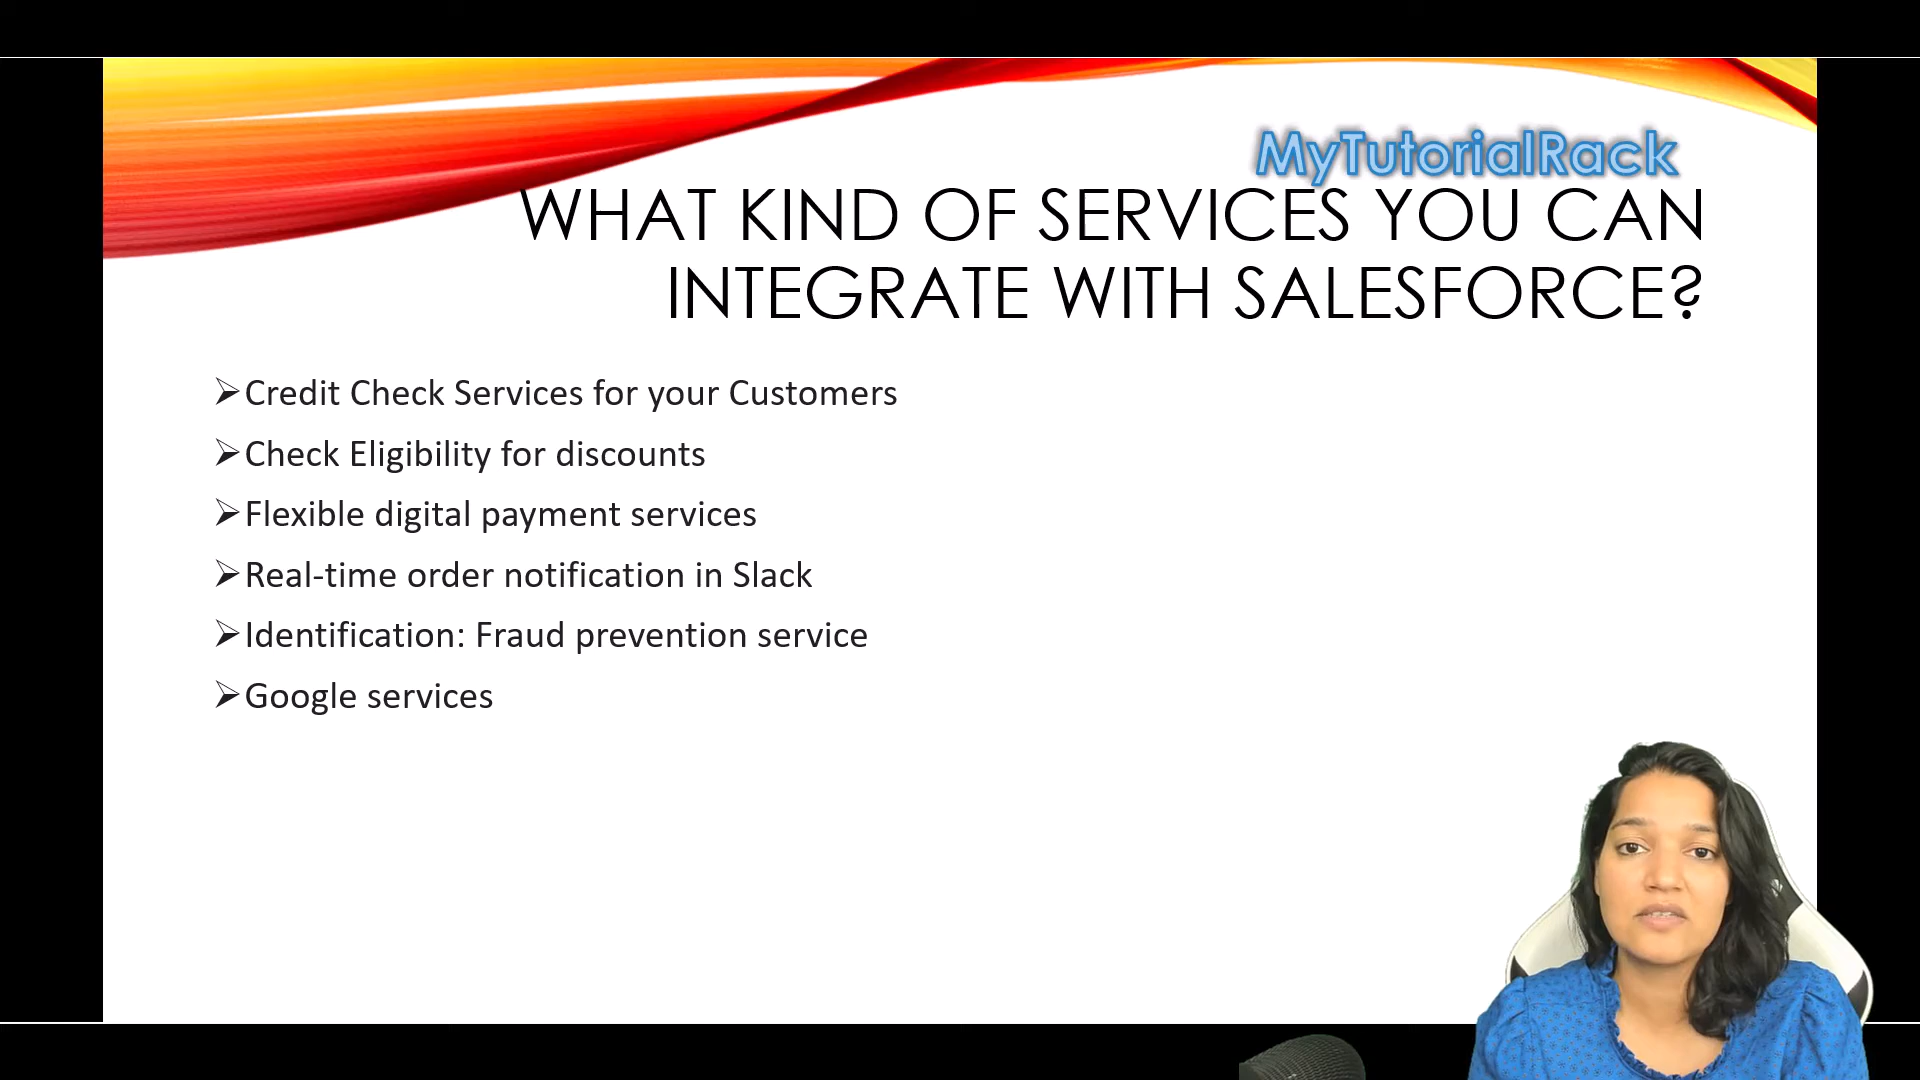 MyTutorialRack
WHAT KIND OF SERVICES YOU CAN
INTEGRATE WITH SALESFORCE?
➢Credit Check Services for your Customers
➢Check Eligibility for discounts
➢Flexible digital payment services
➢Real-time order notification in Slack
➢Identification: Fraud prevention service
➢Google services